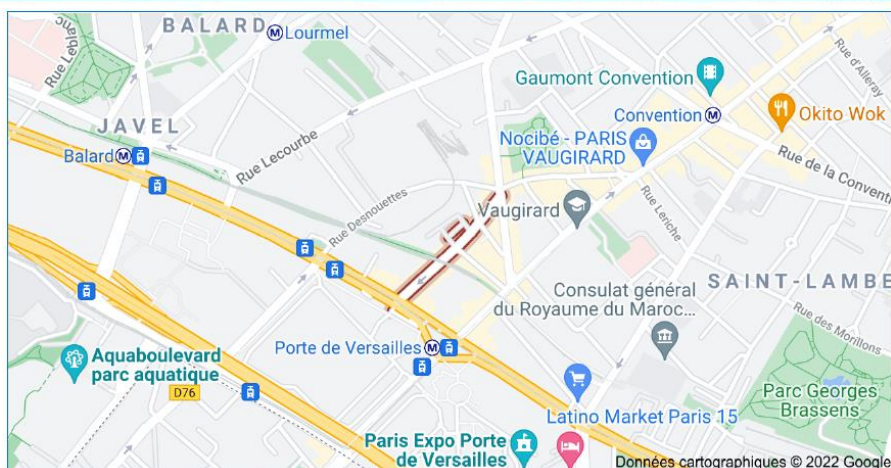 BALARD
Lourmel
Rue Leblanc
Rue d'Alleray
Gaumont Convention
Convention
Okito Wok
JAVEL
Rue Lecourbe
Nocibé - PARIS
VAUGIRARD
Balard
Rue de la Conventi
Rue Desnouettes
Vaugirard
Rue Leriche
SAINT-LAMBE
Consulat général
du Royaume du Maroc...
Rue des Morillons
Porte de Versailles
Aquaboulevard
parc aquatique
D76
Latino Market Paris 15
Parc Georges
Brassens
Paris Expo Porte
de Versailles
Données cartographiques © 2022 Google